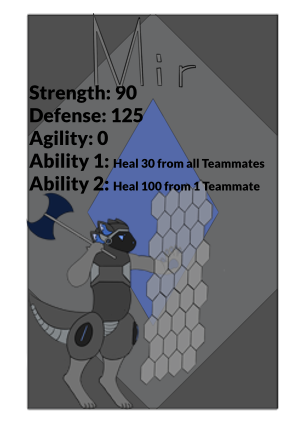 Mir
Strength: 90
Defense: 125
Agility: 0
Ability 1: Heal 30 from all Teammates
Ability 2: Heal 100 from 1 Teammate